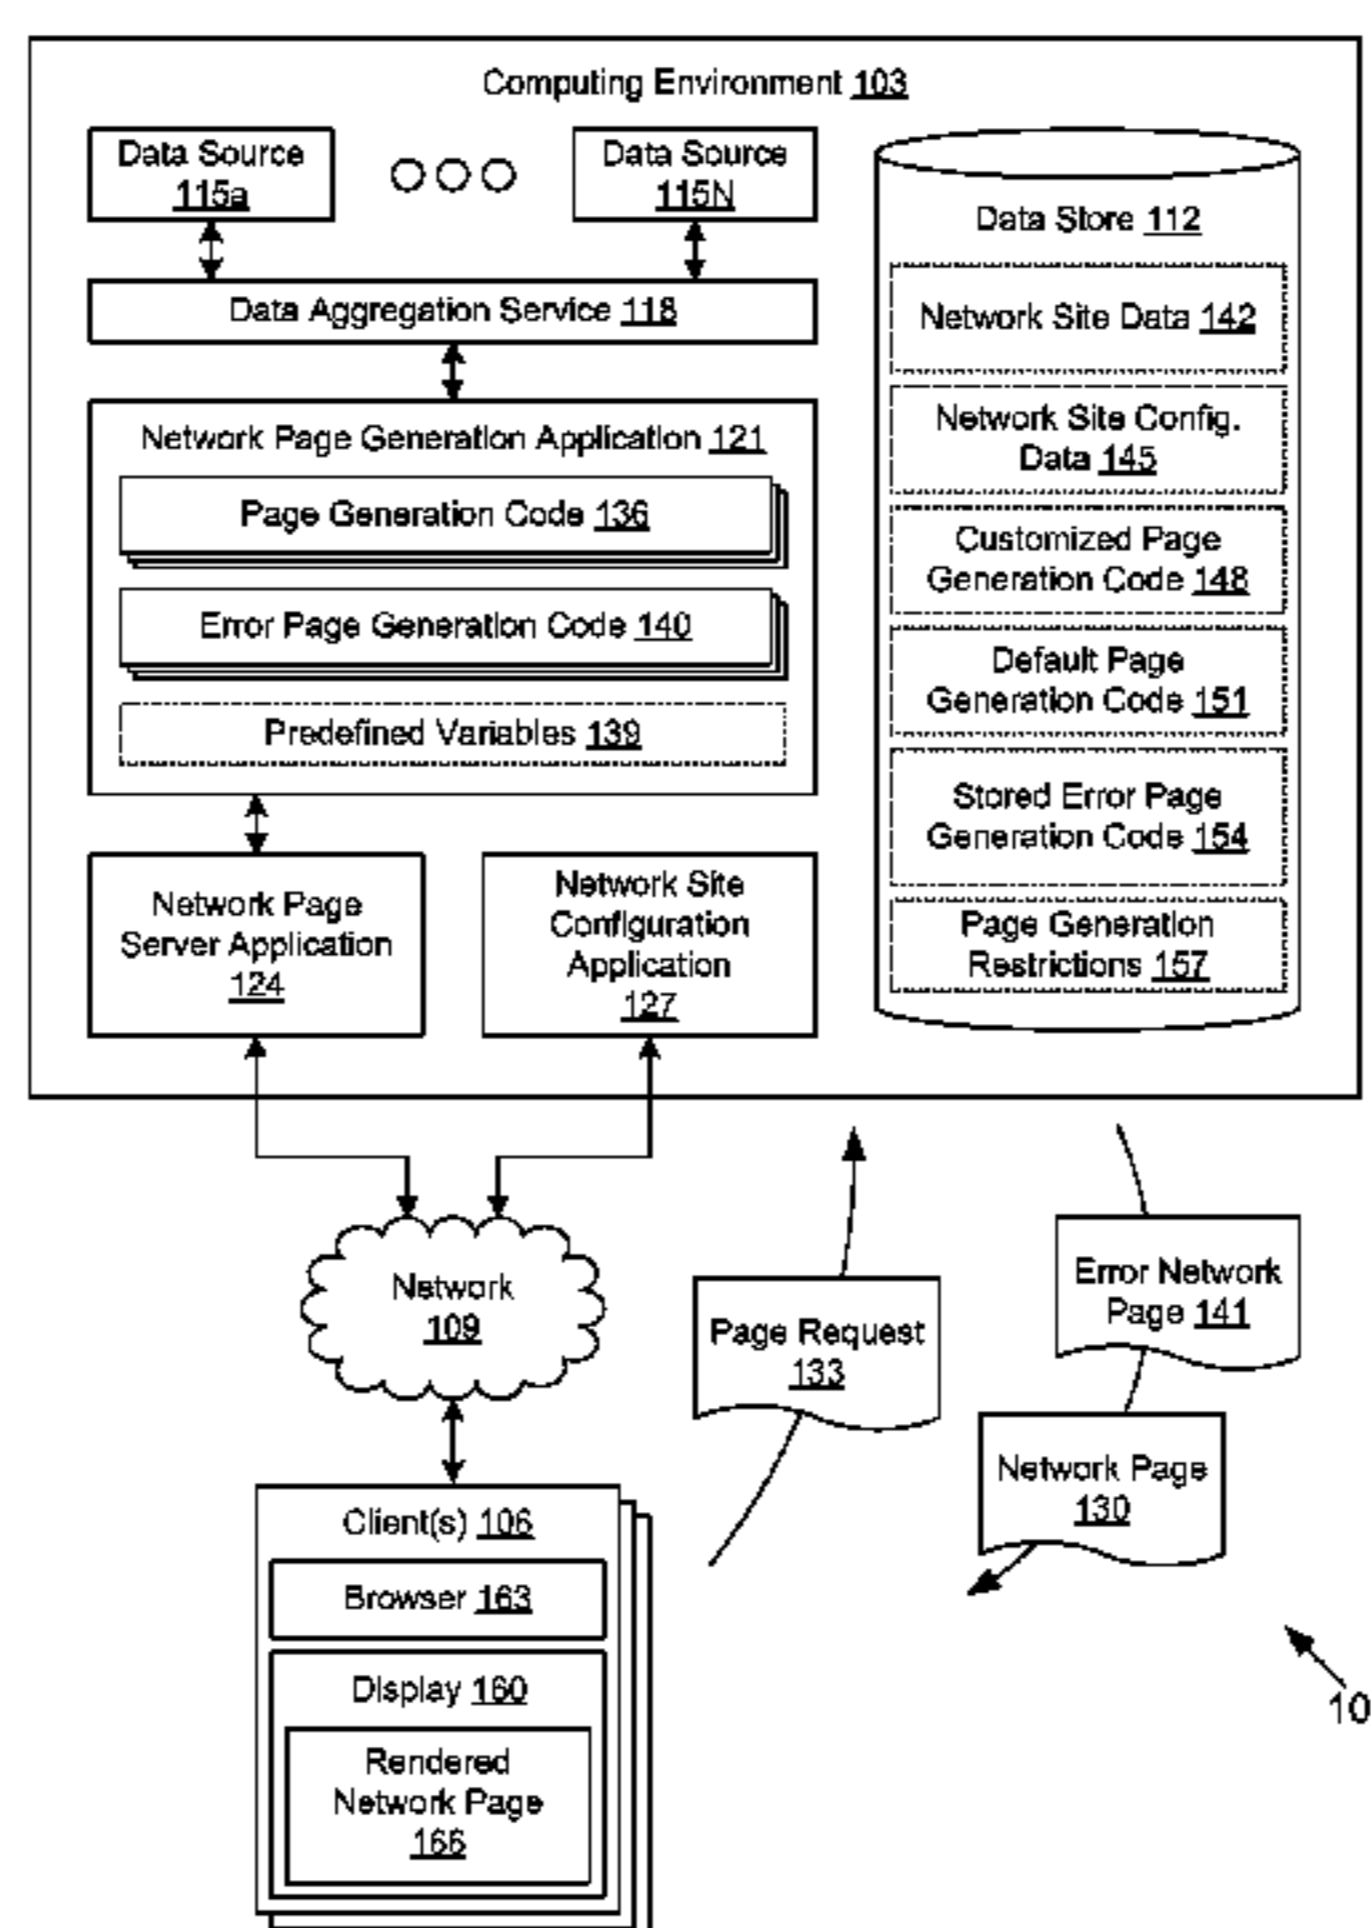 Computing Environment 103
Data Source
115a
Data Source
115N
Data Aggregation Service 118
Network Page Generation Application 121
Page Generation Code 136
Error Page Generation Code 140
Predefined Variables 139
Network Page
Server Application
124
Network Site
Configuration
Application
127
Data Store 112
Network Site Data 142
Network Site Config.
Data 145
Customized Page
Generation Code 148
Default Page
Generation Code 151
Stored Error Page
Generation Code 154
Page Generation
Restrictions 157
Network
109
Page Request
133
Error Network
Page 141
Network Page
130
Client(s) 106
Browser 163
Display 160
Rendered
Network Page
166
10